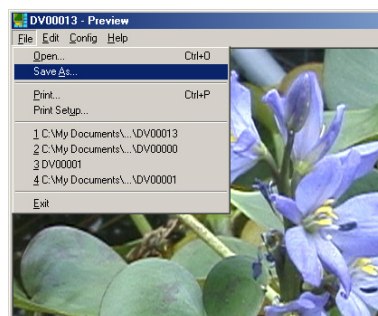 DV00013 - Preview
File Edit Config Help
Open... Ctrl+O
Save As...
Print... Ctrl+P
Print Setup...
1 C:\My Documents\...\DV00013
2 C:\My Documents\...\DV00000
3 DV00001
4 C:\My Documents\...\DV00001
Exit